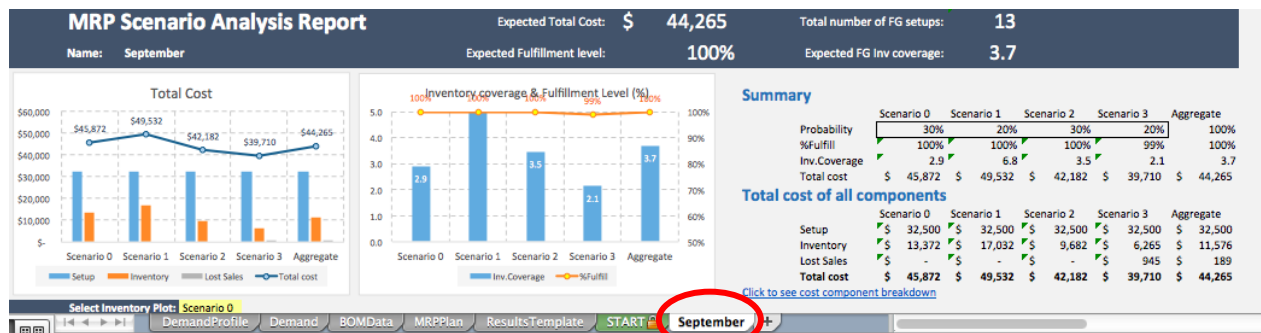 MRP Scenario Analysis Report
Expected Total Cost: $ 44,265
Total number of FG setups: 13
Name: September
Expected Fulfillment level: 100%
Expected FG Inv coverage: 3.7
Total Cost
$60,000
$50,000
$40,000
$30,000
$20,000
$10,000
$-
$45,872
$49,532
$42,182
$39,710
$44,265
Scenario 0 Scenario 1 Scenario 2 Scenario 3 Aggregate
Setup Inventory Lost Sales Total cost
Inventory coverage & Fulfillment Level (%)
100% 100% 100% 99% 100%
5.0
4.0
3.0
2.0
1.0
0.0
2.9
3.5
2.1
3.7
100%
90%
80%
70%
60%
50%
Scenario 0 Scenario 1 Scenario 2 Scenario 3 Aggregate
Inv.Coverage %Fulfill
Summary
Scenario 0 Scenario 1 Scenario 2 Scenario 3 Aggregate
Probability 30% 20% 30% 20% 100%
%Fulfill 100% 100% 100% 99% 100%
Inv.Coverage 2.9 6.8 3.5 2.1 3.7
Total cost $ 45,872 $ 49,532 $ 42,182 $ 39,710 $ 44,265
Total cost of all components
Scenario 0 Scenario 1 Scenario 2 Scenario 3 Aggregate
Setup $ 32,500 $ 32,500 $ 32,500 $ 32,500 $ 32,500
Inventory $ 13,372 $ 17,032 $ 9,682 $ 6,265 $ 11,576
Lost Sales $ - $ - $ - $ 945 $ 189
Total cost $ 45,872 $ 49,532 $ 42,182 $ 39,710 $ 44,265
Click to see cost component breakdown
Select Inventory Plot: Scenario 0
DemandProfile Demand BOMData MRPPlan ResultsTemplate START September +